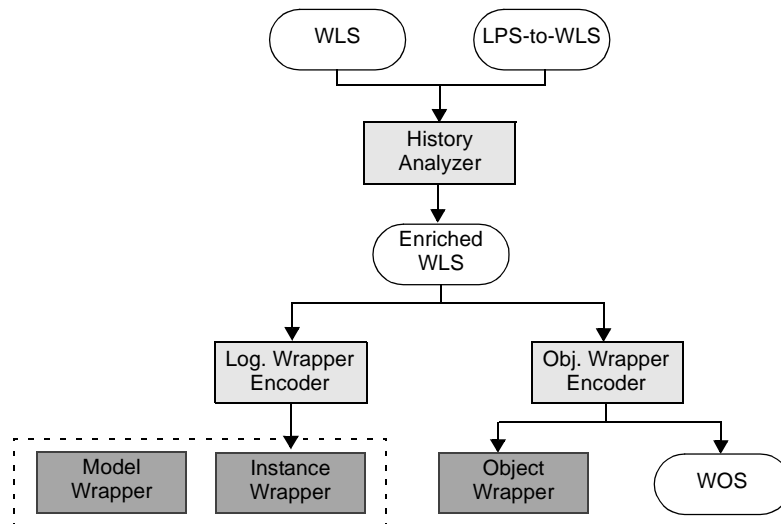 WLS
LPS-to-WLS
History
Analyzer
Enriched
WLS
Log. Wrapper
Encoder
Obj. Wrapper
Encoder
Model
Wrapper
Instance
Wrapper
Object
Wrapper
WOS